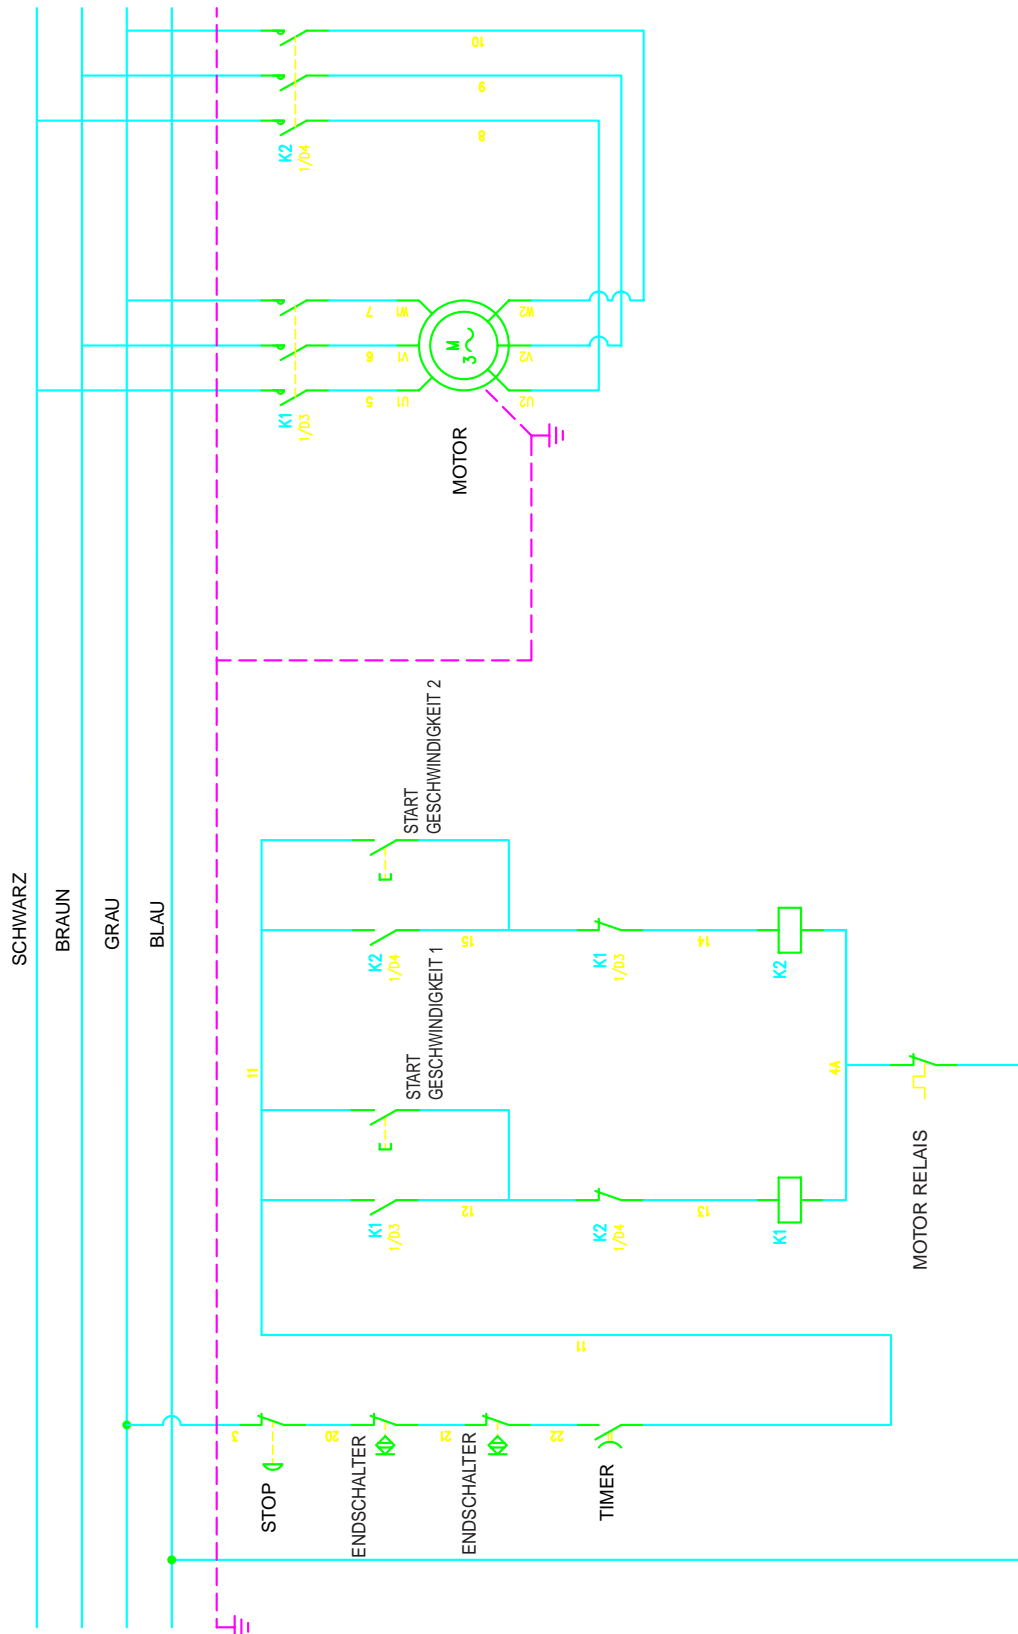 SCHWARZ
BRAUN
GRAU
BLAU
10
9
8
K2
1/D4
7
6
5
W1
V1
U1
M
3
W2
V2
U2
K1
1/D3
MOTOR
START
GESCHWINDIGKEIT 2
K2
1/D4
15
K1
1/D3
14
K2
11
START
GESCHWINDIGKEIT 1
K1
1/D3
12
K2
1/D4
13
K1
4A
MOTOR RELAIS
11
3
STOP
20
ENDSCHALTER
21
ENDSCHALTER
22
TIMER